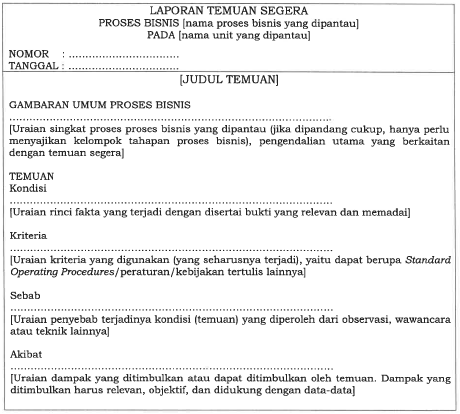 LAPORAN TEMUAN SEGERA
PROSES BISNIS [nama proses bisnis yang dipantau]
PADA [nama unit yang dipantau]
NOMOR : ................................
TANGGAL : ................................
[JUDUL TEMUAN]
GAMBARAN UMUM PROSES BISNIS
................................................................................
[Uraian singkat proses proses bisnis yang dipantau (jika dipandang cukup, hanya perlu
menyajikan kelompok tahapan proses bisnis), pengendalian utama yang berkaitan
dengan temuan segera]
TEMUAN
Kondisi
................................................................................
[Uraian rinci fakta yang terjadi dengan disertai bukti yang relevan dan memadai]
Kriteria
................................................................................
[Uraian kriteria yang digunakan (yang seharusnya terjadi), yaitu dapat berupa Standard
Operating Procedures/peraturan/kebijakan tertulis lainnya]
Sebab
................................................................................
[Uraian penyebab terjadinya kondisi (temuan) yang diperoleh dari observasi, wawancara
atau teknik lainnya]
Akibat
................................................................................
[Uraian dampak yang ditimbulkan atau dapat ditimbulkan oleh temuan. Dampak yang
ditimbulkan harus relevan, objektif, dan didukung dengan data-data]